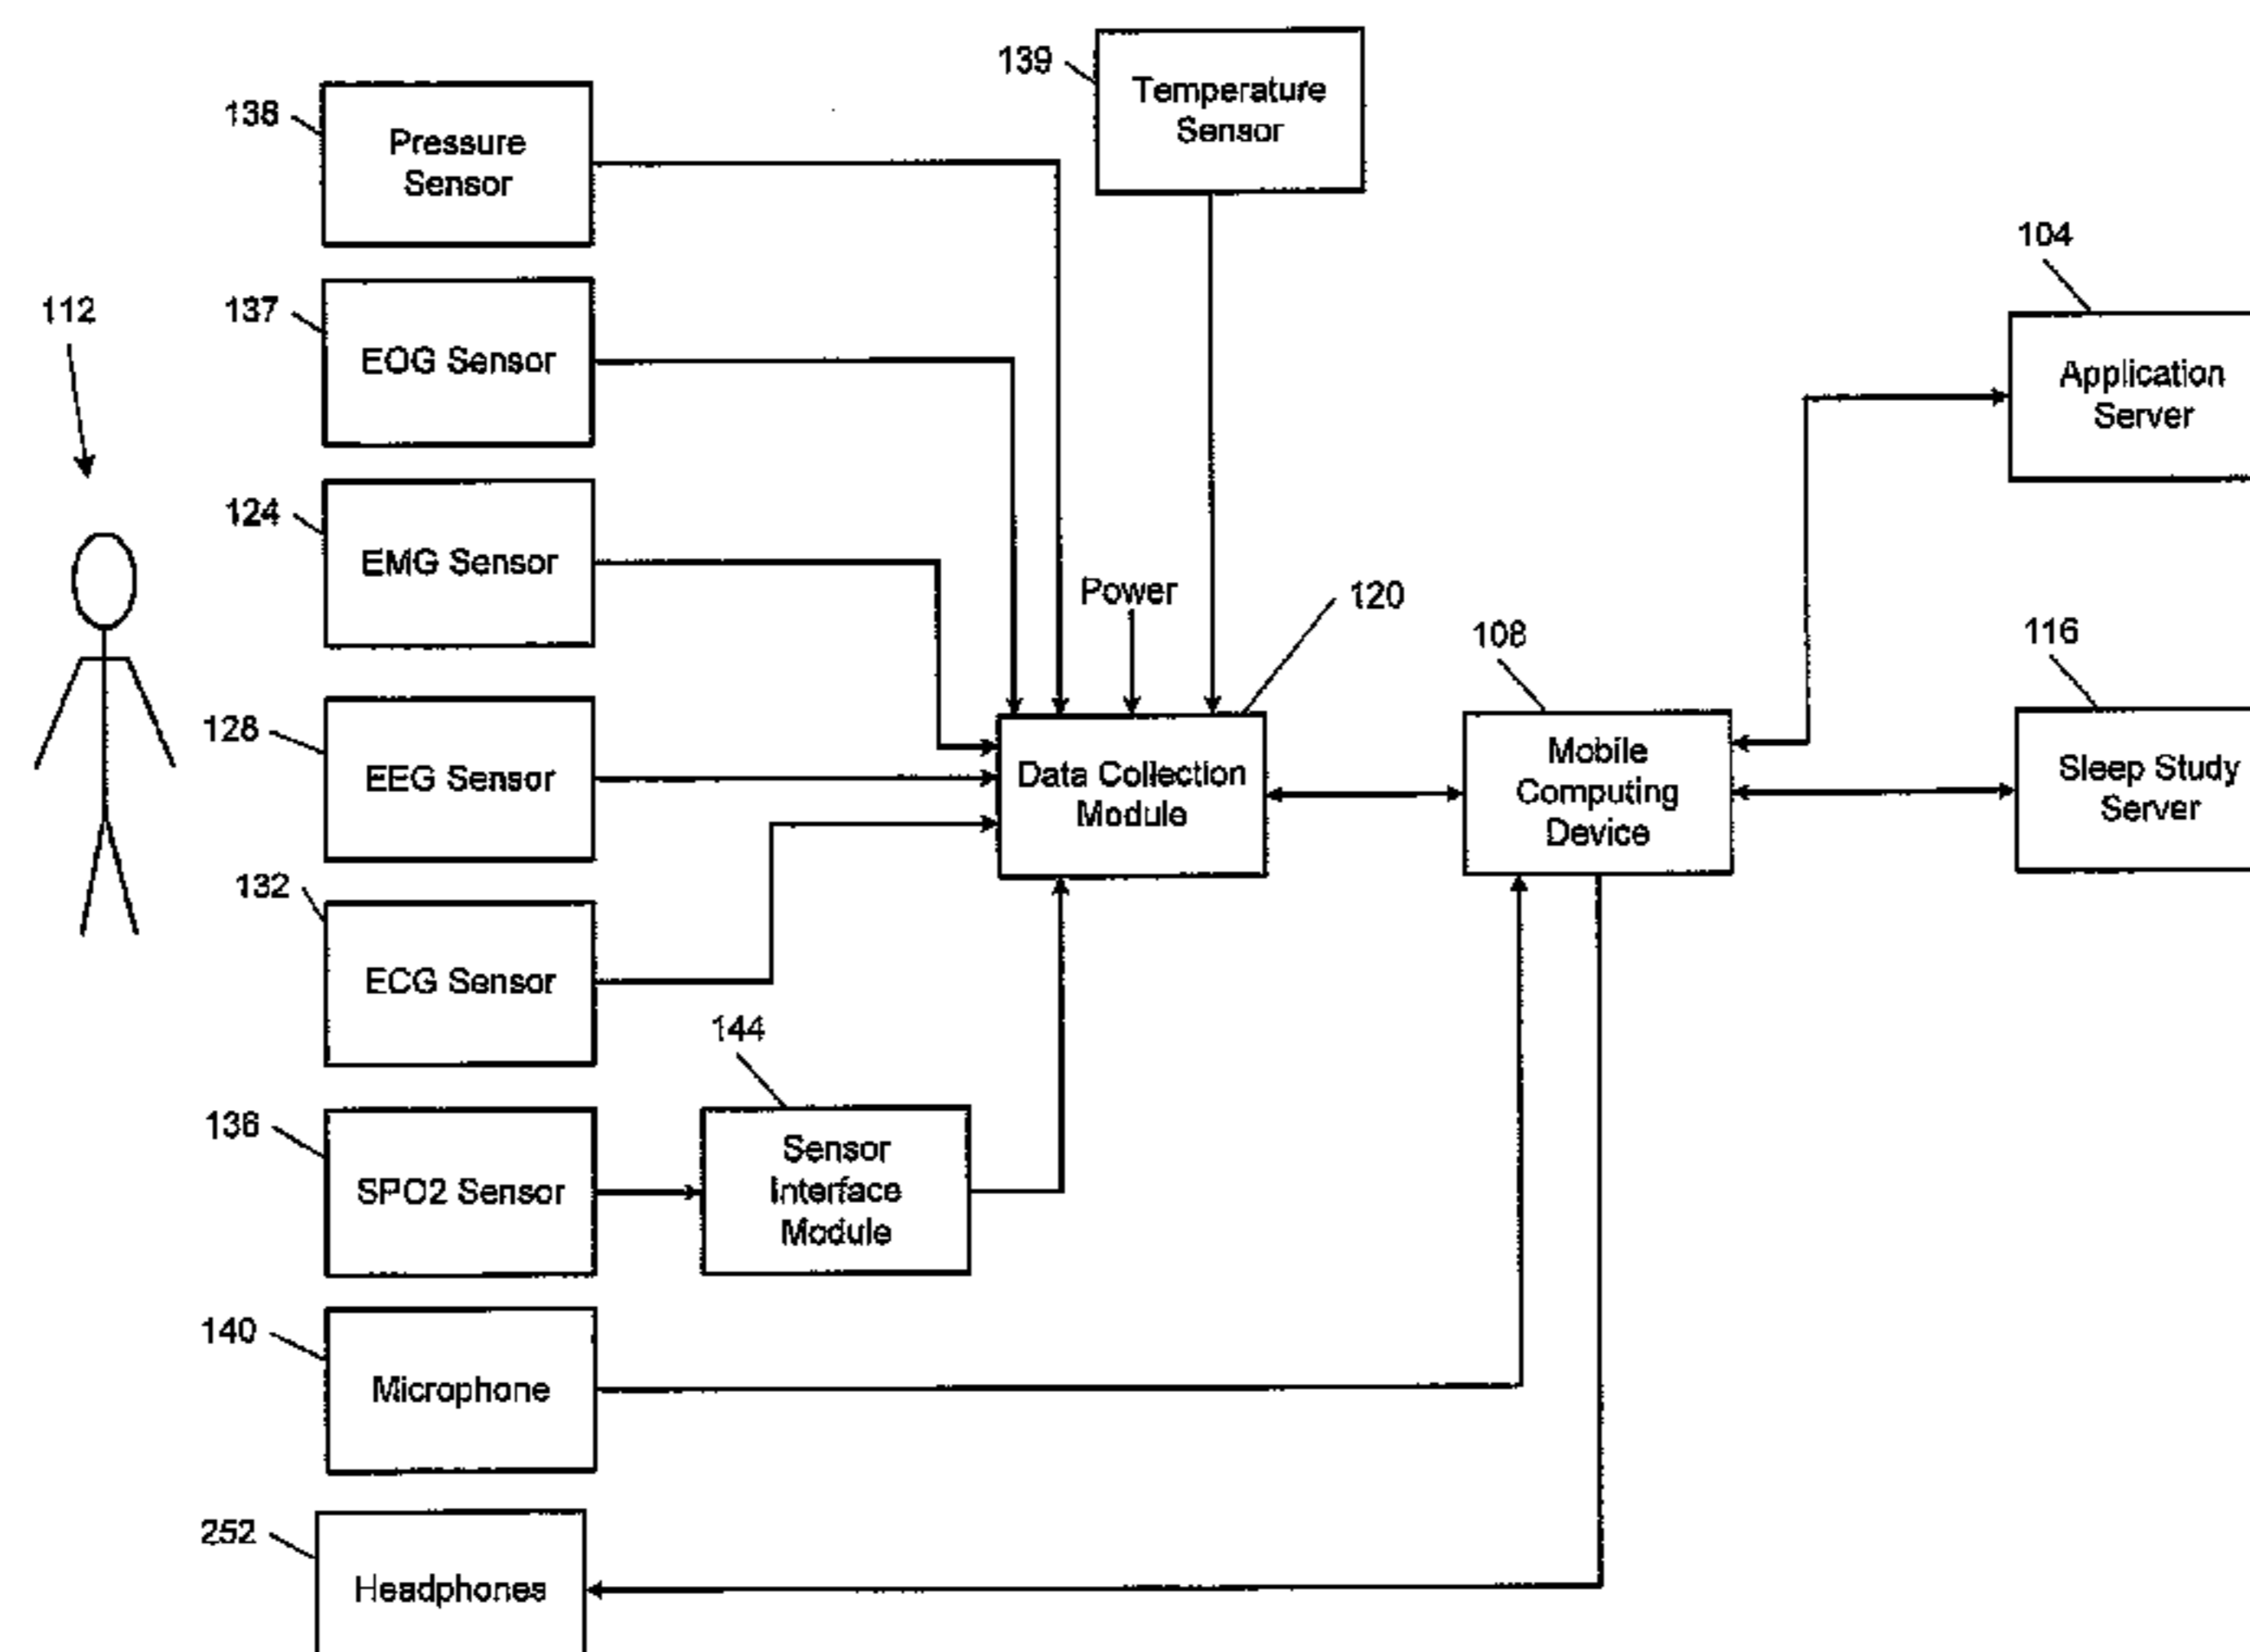 139
Temperature
Sensor
138
Pressure
Sensor
104
Application
Server
112
137
EOG Sensor
124
EMG Sensor
Power
120
108
Mobile
Computing
Device
116
Sleep Study
Server
128
EEG Sensor
Data Collection
Module
132
ECG Sensor
144
Sensor
Interface
Module
136
SPO2 Sensor
140
Microphone
252
Headphones